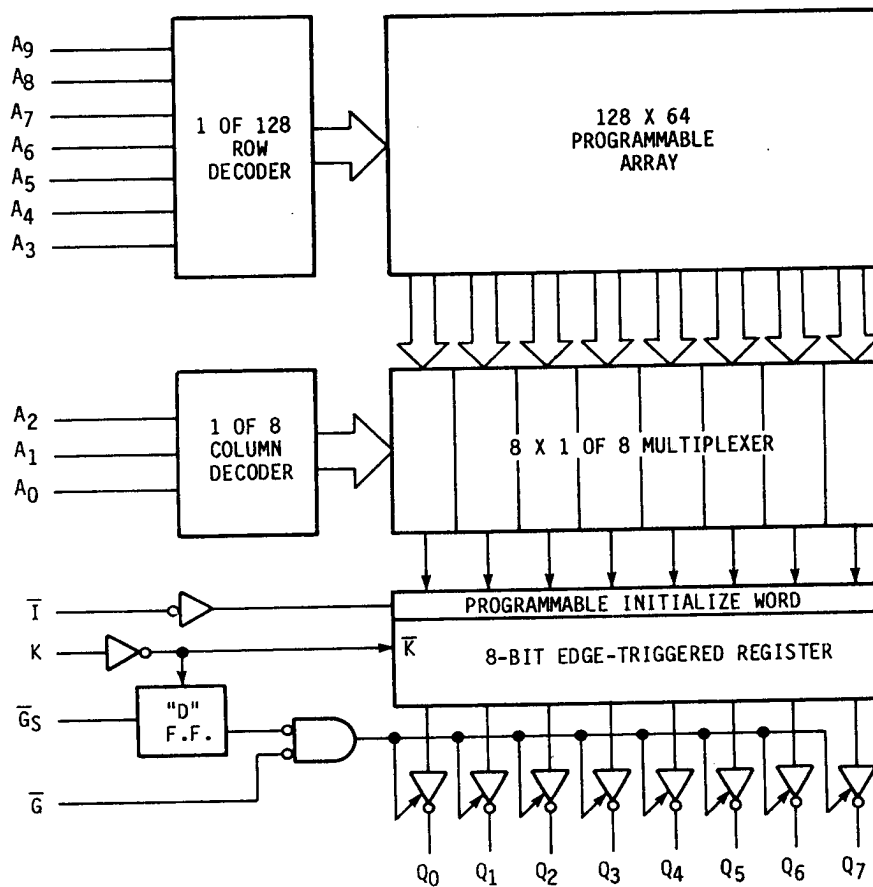 A9
A8
A7
A6
A5
A4
A3
1 OF 128
ROW
DECODER
128 X 64
PROGRAMMABLE
ARRAY
A2
A1
A0
1 OF 8
COLUMN
DECODER
8 X 1 OF 8 MULTIPLEXER
I̅
PROGRAMMABLE INITIALIZE WORD
K
K̅
8-BIT EDGE-TRIGGERED REGISTER
G̅S
"D"
F.F.
G̅
Q0 Q1 Q2 Q3 Q4 Q5 Q6 Q7